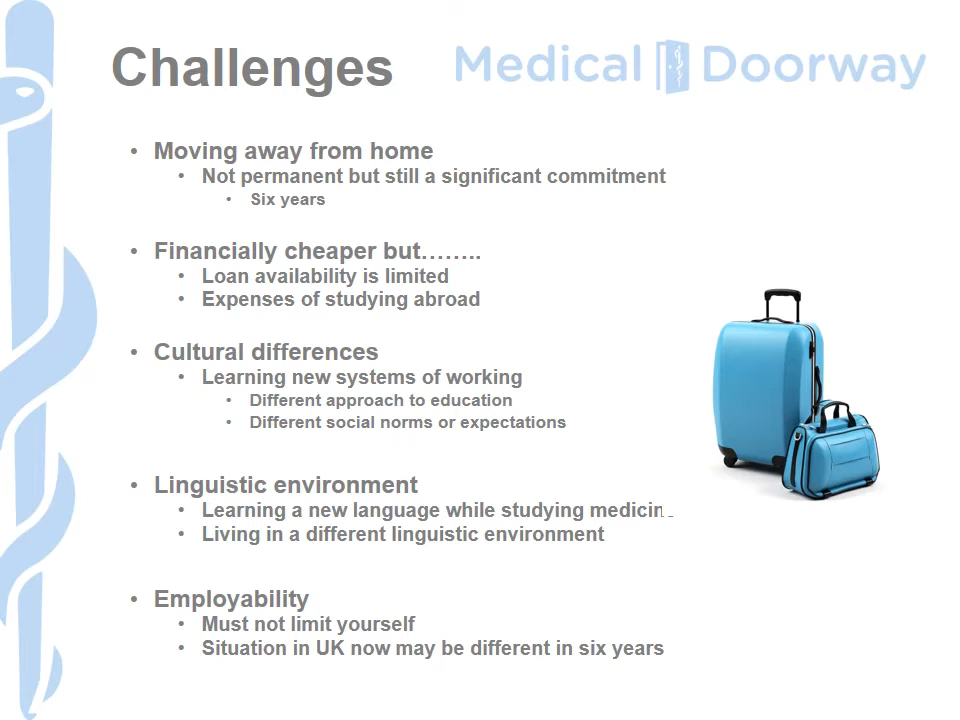 Challenges
Medical Doorway
• Moving away from home
• Not permanent but still a significant commitment
• Six years
• Financially cheaper but……..
• Loan availability is limited
• Expenses of studying abroad
• Cultural differences
• Learning new systems of working
• Different approach to education
• Different social norms or expectations
• Linguistic environment
• Learning a new language while studying
• Living in a different linguistic environment
• Employability
• Must not limit yourself
• Situation in UK now may be different in six years